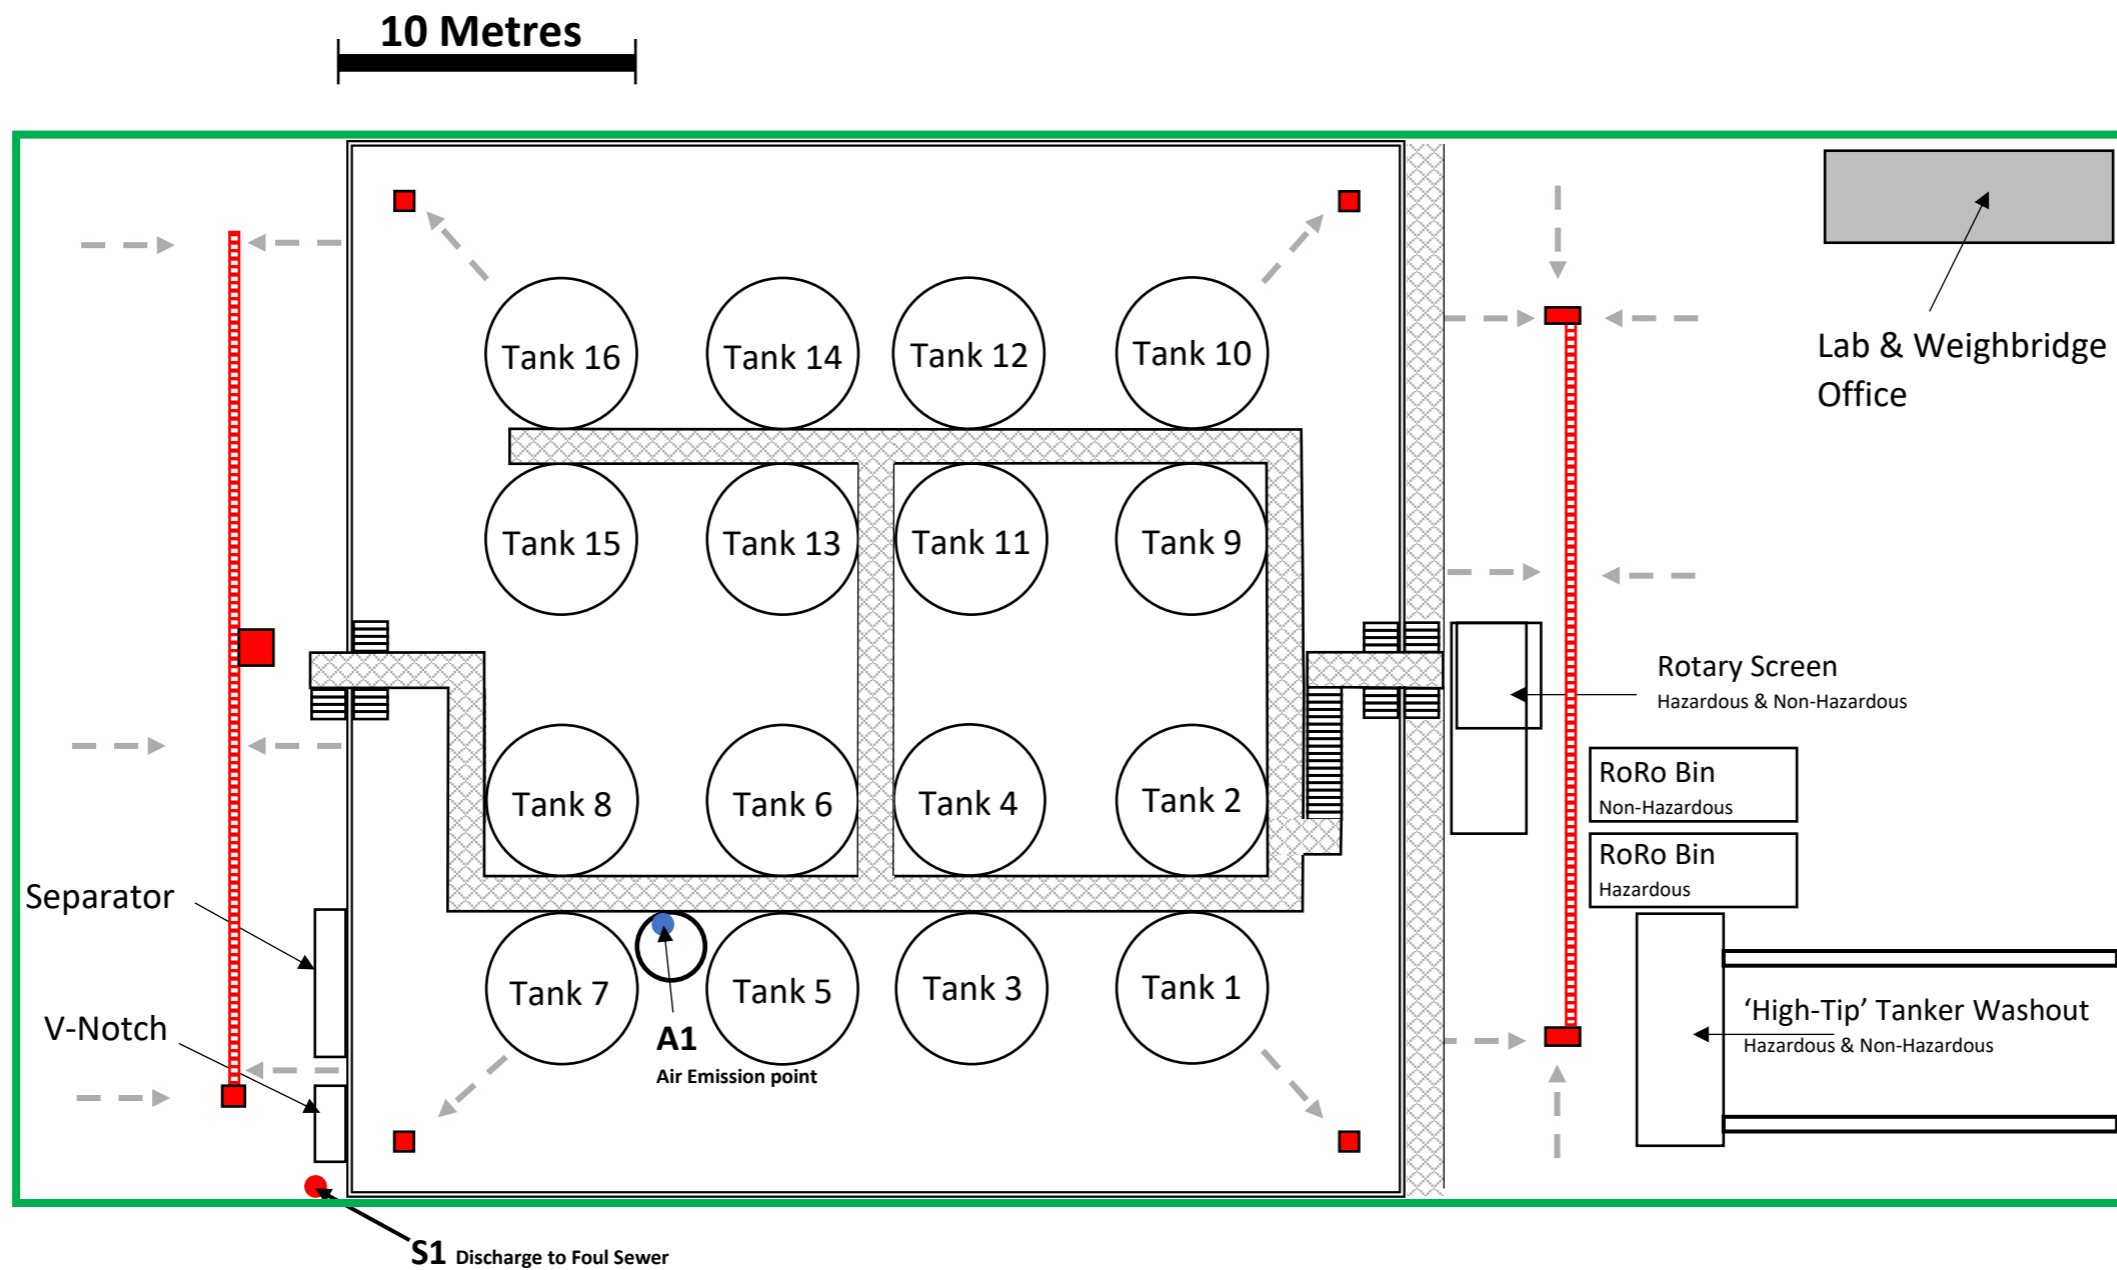 10 Metres
Tank 16
Tank 14
Tank 12
Tank 10
Lab & Weighbridge
Office
Tank 15
Tank 13
Tank 11
Tank 9
Rotary Screen
Hazardous & Non-Hazardous
RoRo Bin
Non-Hazardous
Tank 8
Tank 6
Tank 4
Tank 2
RoRo Bin
Hazardous
Separator
Tank 7
Tank 5
Tank 3
Tank 1
V-Notch
A1
Air Emission point
‘High-Tip’ Tanker Washout
Hazardous & Non-Hazardous
S1 Discharge to Foul Sewer